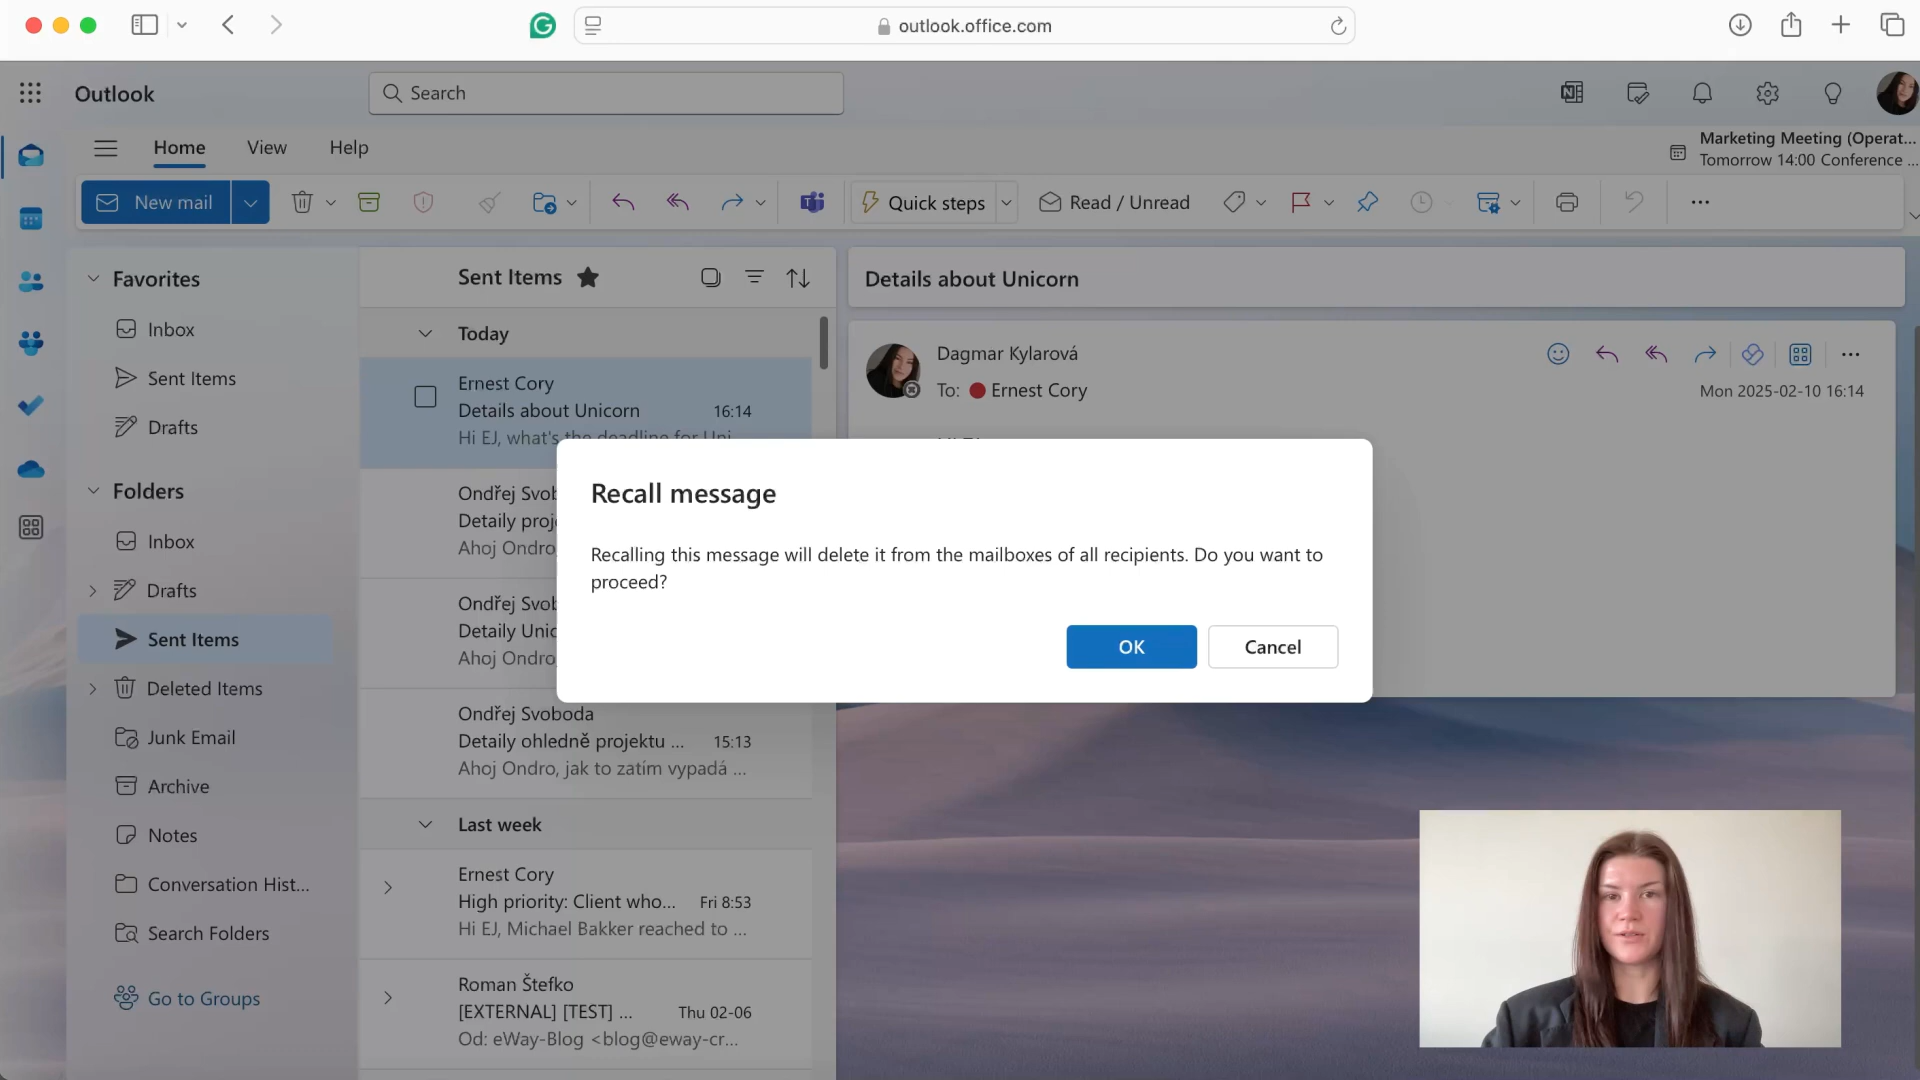 outlook.office.com
Outlook
Search
Home
View
Help
Marketing Meeting (Operat...
Tomorrow 14:00 Conference ...
New mail
Quick steps
Read / Unread
Favorites
Inbox
Sent Items
Drafts
Folders
Inbox
Drafts
Sent Items
Deleted Items
Junk Email
Archive
Notes
Conversation Hist...
Search Folders
Go to Groups
Sent Items
Today
Ernest Cory
Details about Unicorn 16:14
Hi EJ, what's the deadline for Uni...
Ondřej
Detaily
Ahoj Ondro,
Ondřej
Detaily
Ahoj Ondro,
Ondřej Svoboda
Detaily ohledně projektu ... 15:13
Ahoj Ondro, jak to zatím vypadá ...
Last week
Ernest Cory
High priority: Client who... Fri 8:53
Hi EJ, Michael Bakker reached to ...
Roman Štefko
[EXTERNAL] [TEST] ... Thu 02-06
Od: eWay-Blog <blog@eway-cr...
Details about Unicorn
Dagmar Kylarová
To: Ernest Cory
Mon 2025-02-10 16:14
Recall message
Recalling this message will delete it from the mailboxes of all recipients. Do you want to
proceed?
OK
Cancel